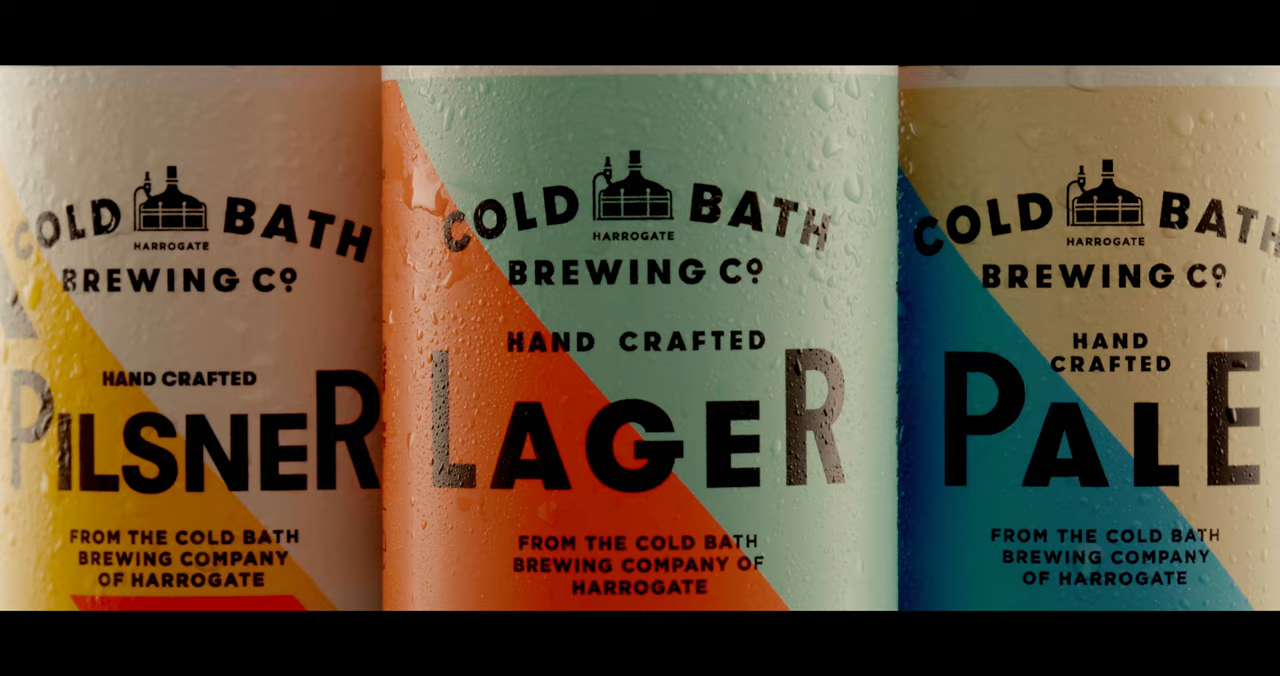 COLD BATH
HARROGATE
BREWING Cº
HAND CRAFTED
PILSNER
FROM THE COLD BATH
BREWING COMPANY
OF HARROGATE
COLD BATH
HARROGATE
BREWING Cº
HAND CRAFTED
LAGER
FROM THE COLD BATH
BREWING COMPANY OF
HARROGATE
COLD BATH
HARROGATE
BREWING Cº
HAND
CRAFTED
PALE
FROM THE COLD BATH
BREWING COMPANY
OF HARROGATE